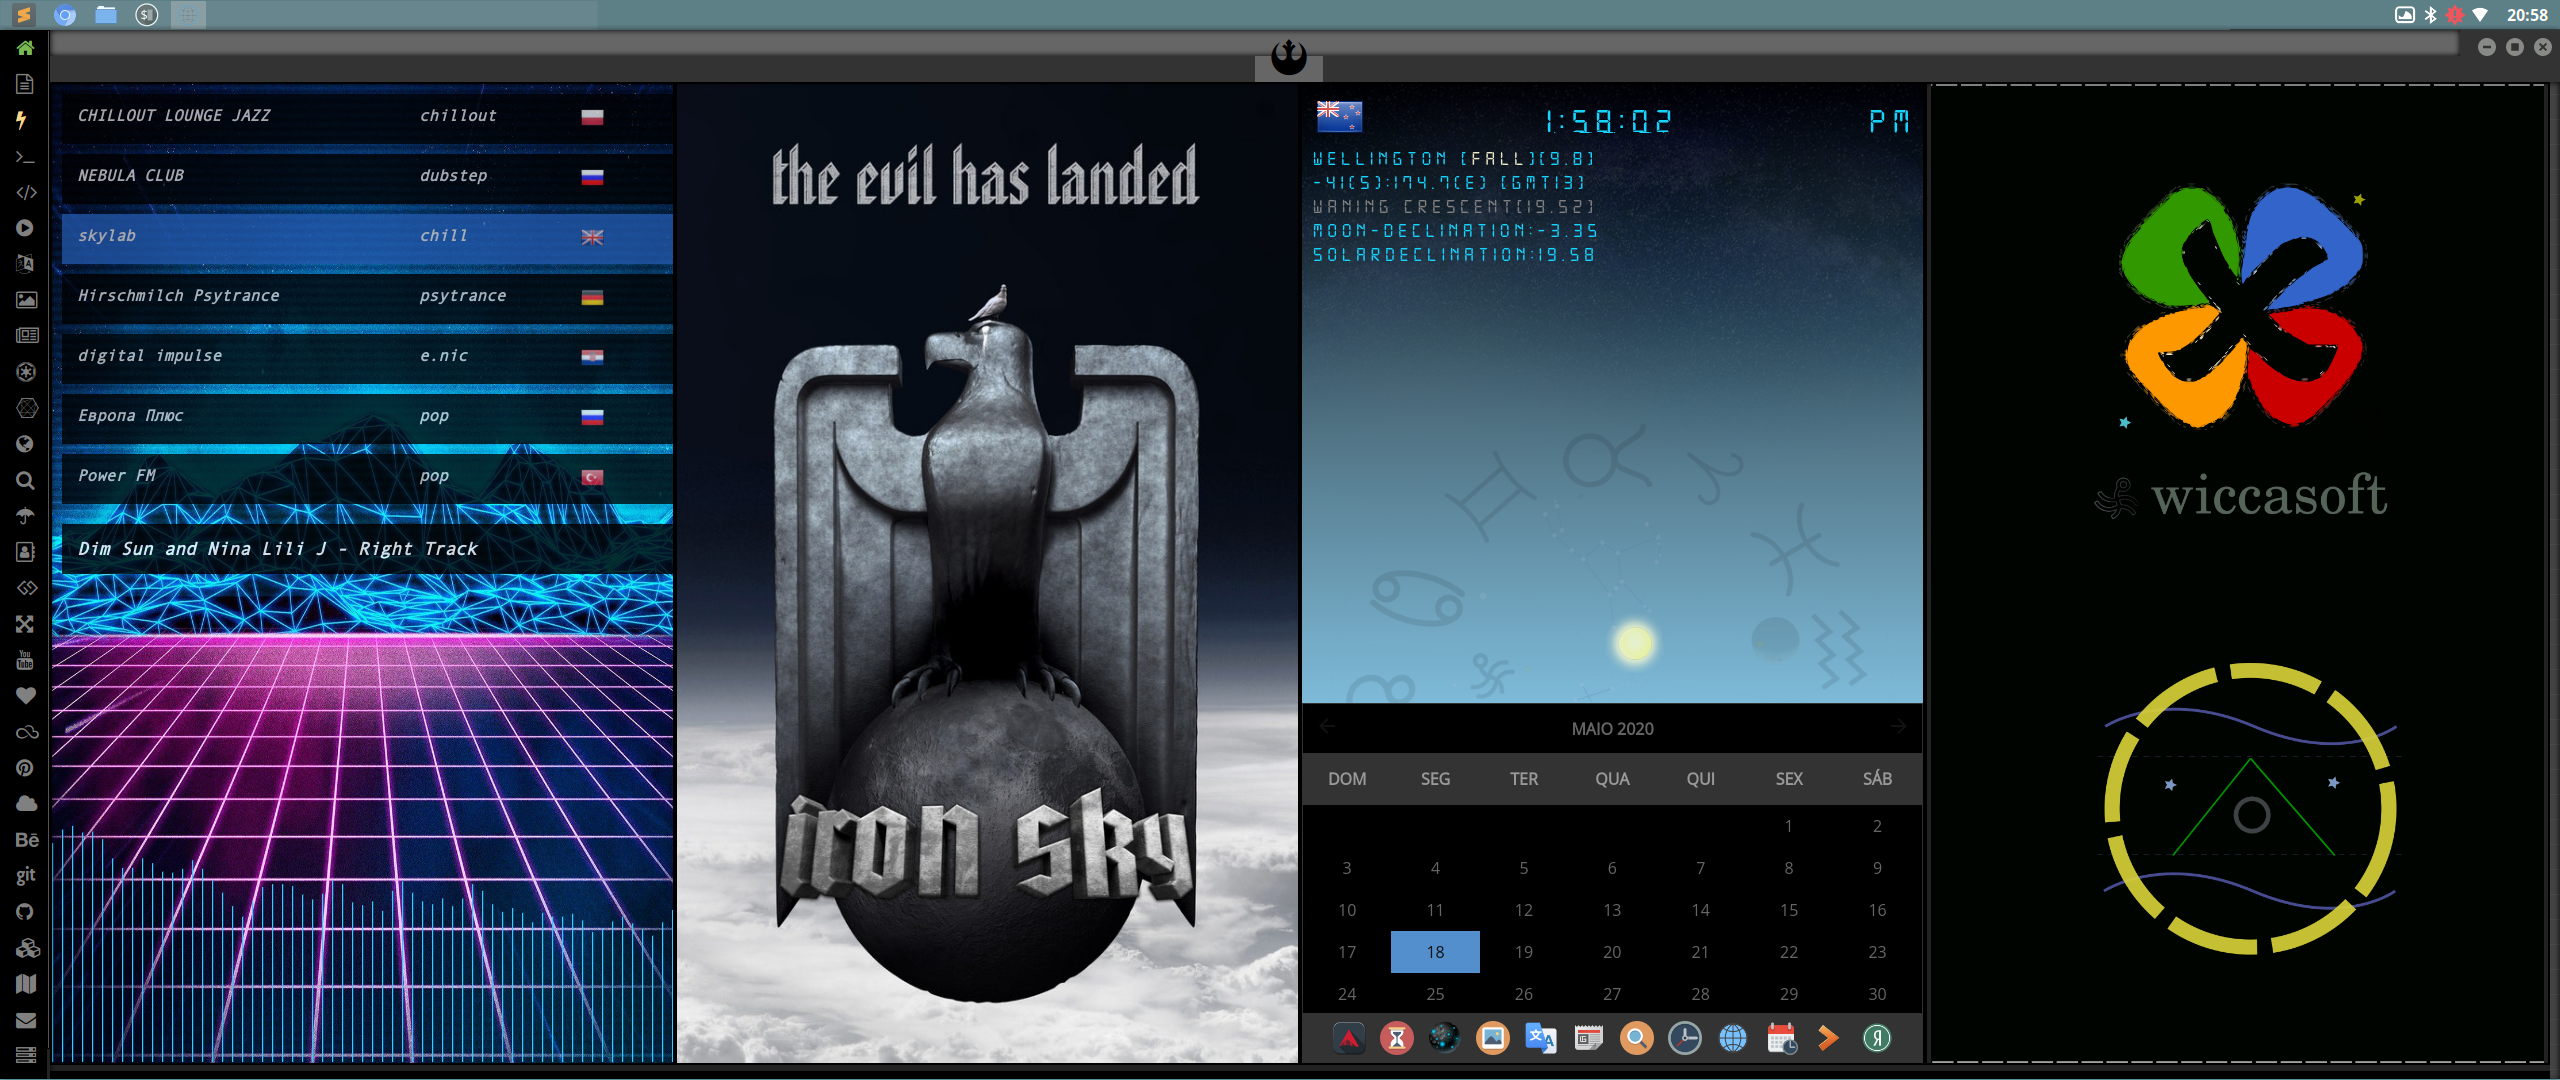 20:58
CHILLOUT LOUNGE JAZZ chillout
NEBULA CLUB dubstep
skylab chill
Hirschmilch Psytrance psytrance
digital impulse e.nic
Европа Плюс pop
Power FM pop
Dim Sun and Nina Lili J - Right Track
You
Tube
Bē
git
the evil has landed
iron sky
1:58:02 PM
WELLINGTON [FALL][9.8]
-41(S):174.7(E) [GMT13]
WANING CRESCENT[19.52]
MOON-DECLINATION:-3.35
SOLARDECLINATION:19.58
MAIO 2020
DOM SEG TER QUA QUI SEX SÁB
1 2
3 4 5 6 7 8 9
10 11 12 13 14 15 16
17 18 19 20 21 22 23
24 25 26 27 28 29 30
wiccasoft